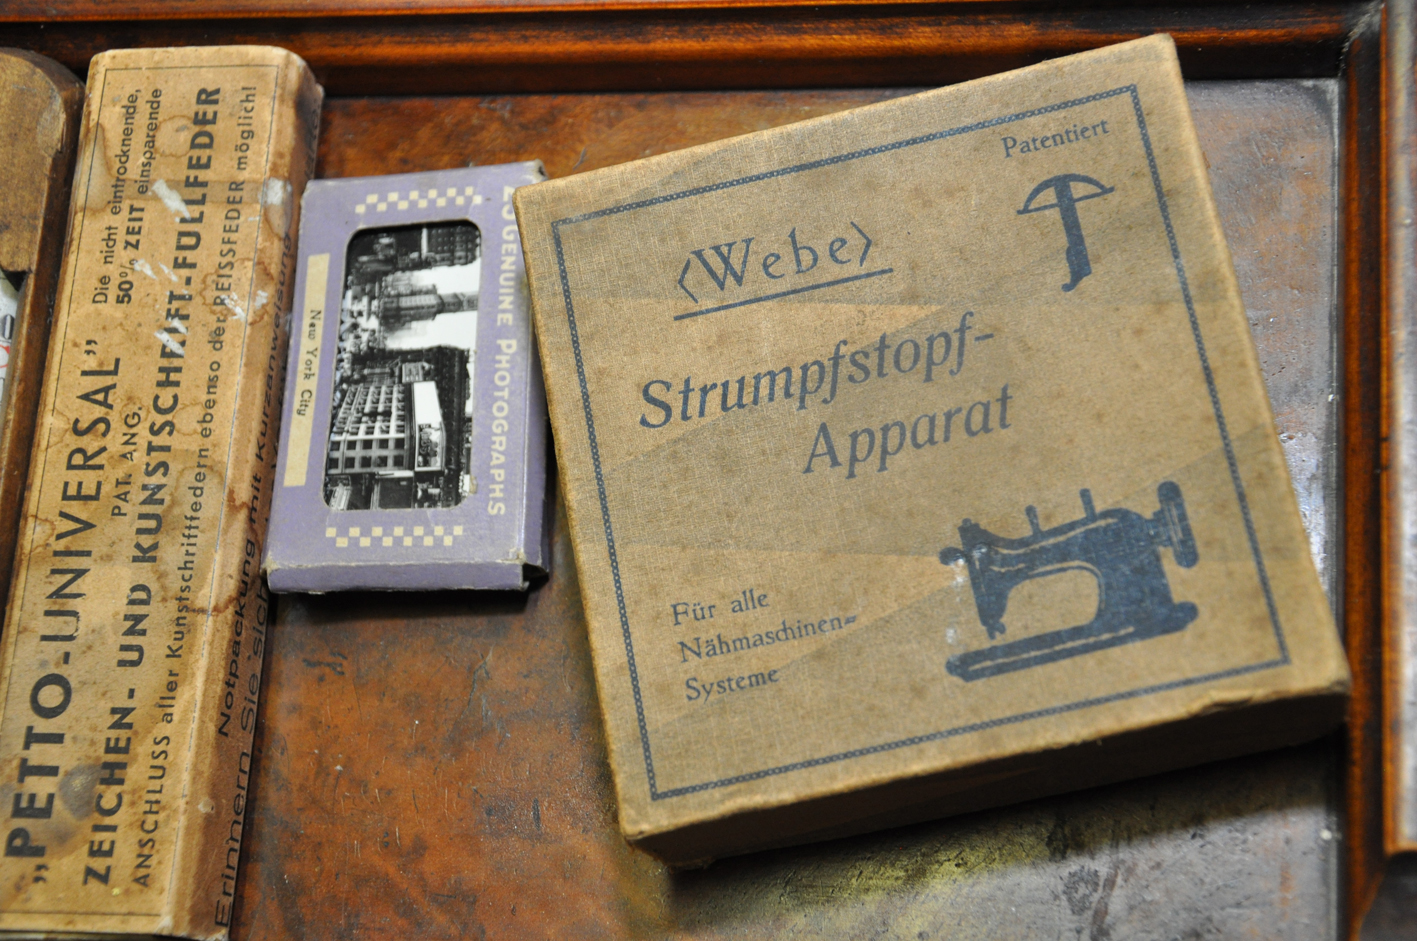 Die nicht eintrocknende,
50% ZEIT einsparende
„PETTO-UNIVERSAL”
PAT. ANG.
ZEICHEN- UND KUNSTSCHRIFT-FÜLLFEDER
ANSCHLUSS aller Kunstschriftfedern ebenso der REISSFEDER möglich!
Notpackung mit Kurzanweisung
Erinnern Sie sich
20 GENUINE PHOTOGRAPHS
New York City
Patentiert
<Webe>
Strumpfstopf-
Apparat
Für alle
Nähmaschinen=
Systeme